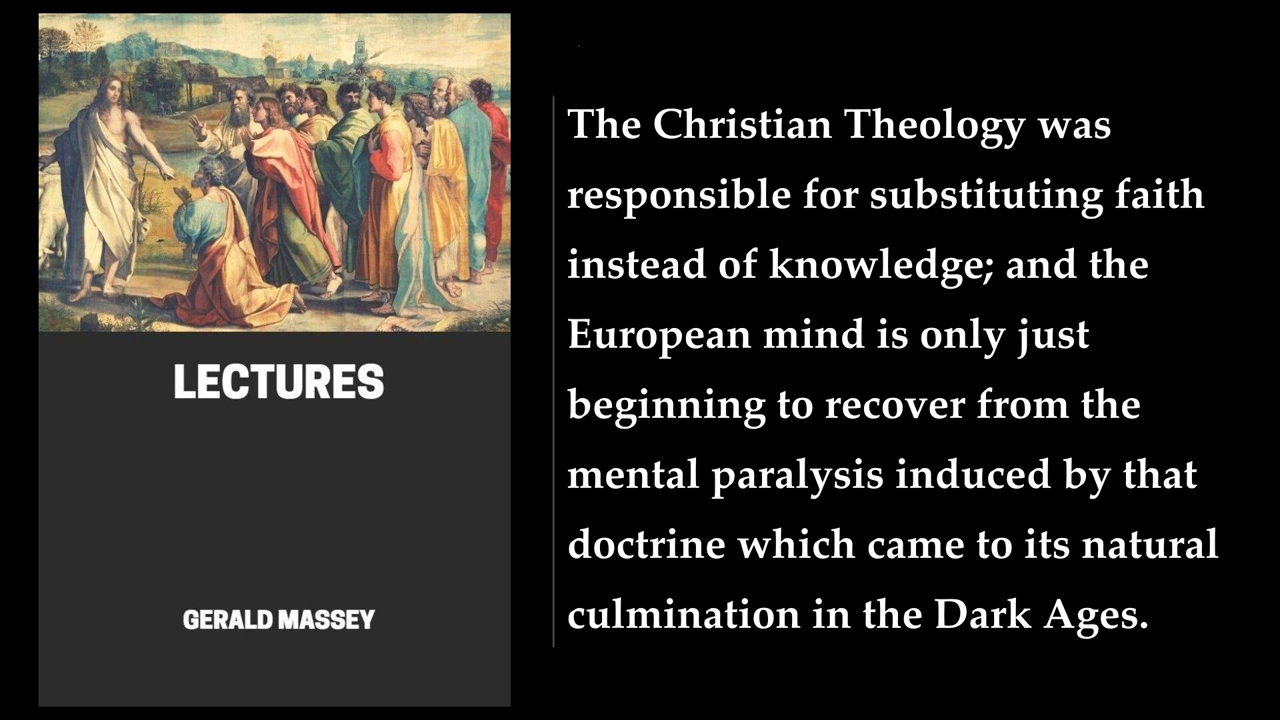 LECTURES
GERALD MASSEY
The Christian Theology was
responsible for substituting faith
instead of knowledge; and the
European mind is only just
beginning to recover from the
mental paralysis induced by that
doctrine which came to its natural
culmination in the Dark Ages.